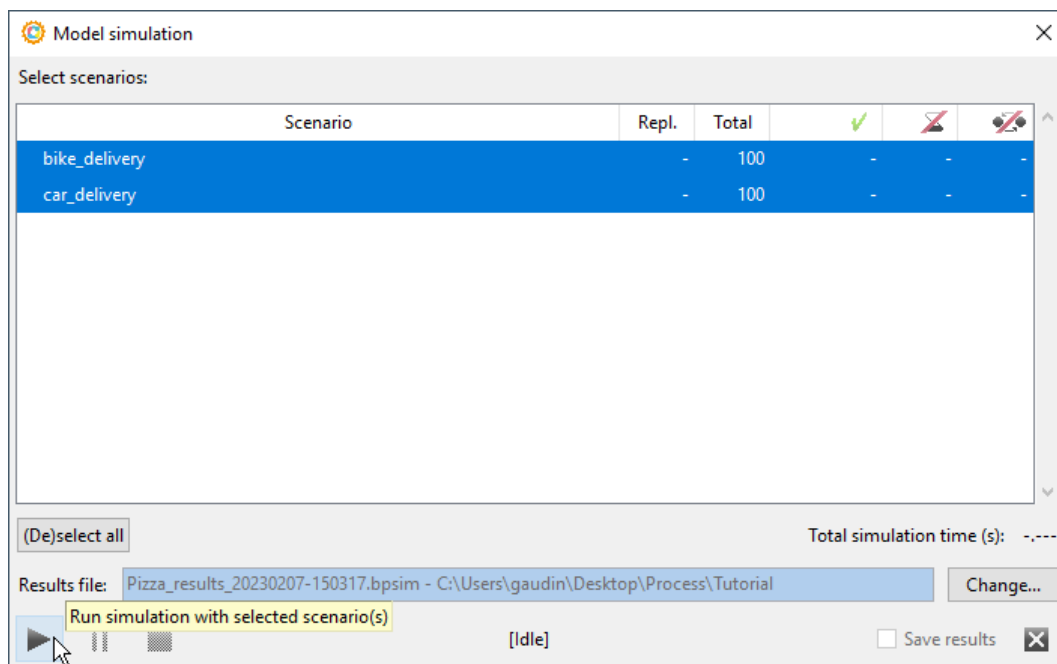 Model simulation
Select scenarios:
Scenario Repl. Total
bike_delivery - 100 - - -
car_delivery - 100 - - -
(De)select all Total simulation time (s): -.---
Results file: Pizza_results_20230207-150317.bpsim - C:\Users\gaudin\Desktop\Process\Tutorial Change...
Run simulation with selected scenario(s)
[Idle] Save results